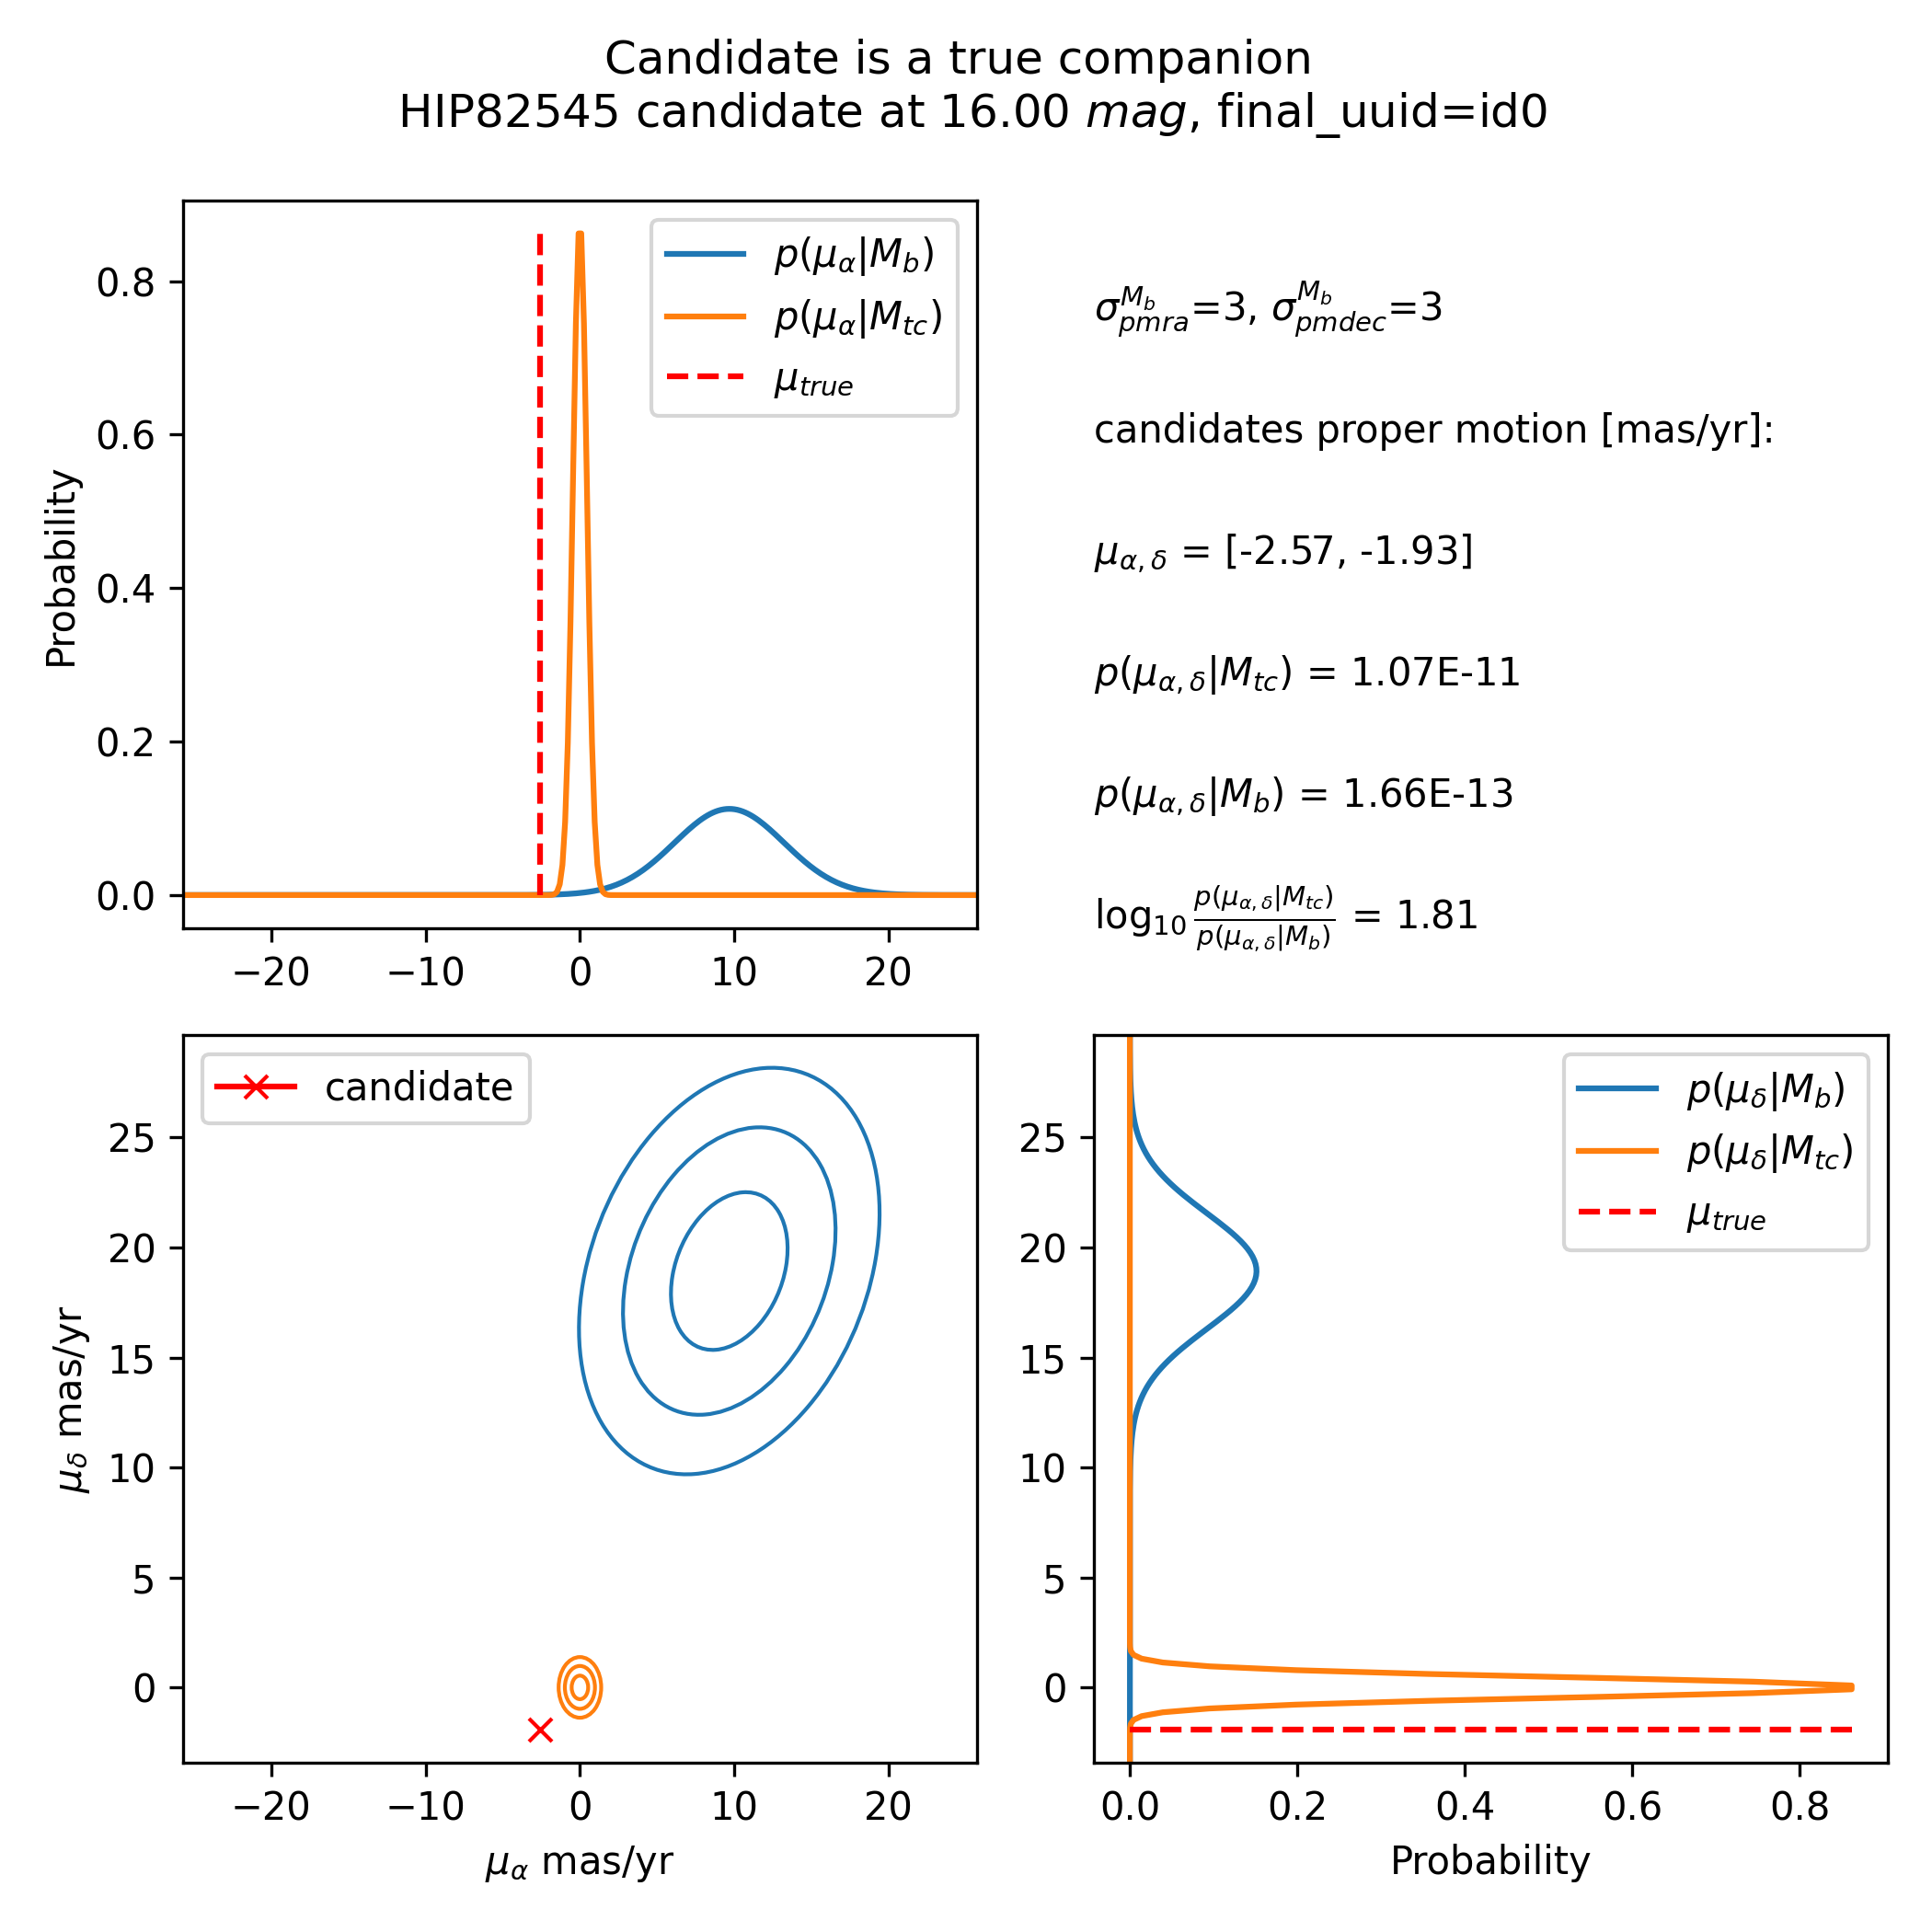 Candidate is a true companion
HIP82545 candidate at 16.00 mag, final_uuid=id0
p(μα|Mb)
p(μα|Mtc)
μtrue
Probability
0.8
0.6
0.4
0.2
0.0
−20 −10 0 10 20
σ^{M_b}_{pmra}=3, σ^{M_b}_{pmdec}=3
candidates proper motion [mas/yr]:
μα,δ = [-2.57, -1.93]
p(μα,δ|Mtc) = 1.07E-11
p(μα,δ|Mb) = 1.66E-13
log10 p(μα,δ|Mtc)/p(μα,δ|Mb) = 1.81
candidate
μδ mas/yr
25
20
15
10
5
0
−20 −10 0 10 20
μα mas/yr
p(μδ|Mb)
p(μδ|Mtc)
μtrue
25
20
15
10
5
0
0.0 0.2 0.4 0.6 0.8
Probability